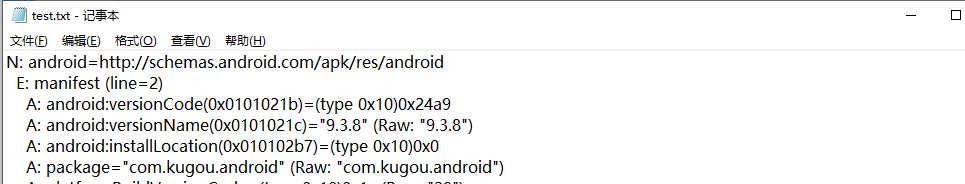 test.txt - 记事本
文件(F) 编辑(E) 格式(O) 查看(V) 帮助(H)
N: android=http://schemas.android.com/apk/res/android
E: manifest (line=2)
A: android:versionCode(0x0101021b)=(type 0x10)0x24a9
A: android:versionName(0x0101021c)="9.3.8" (Raw: "9.3.8")
A: android:installLocation(0x010102b7)=(type 0x10)0x0
A: package="com.kugou.android" (Raw: "com.kugou.android")